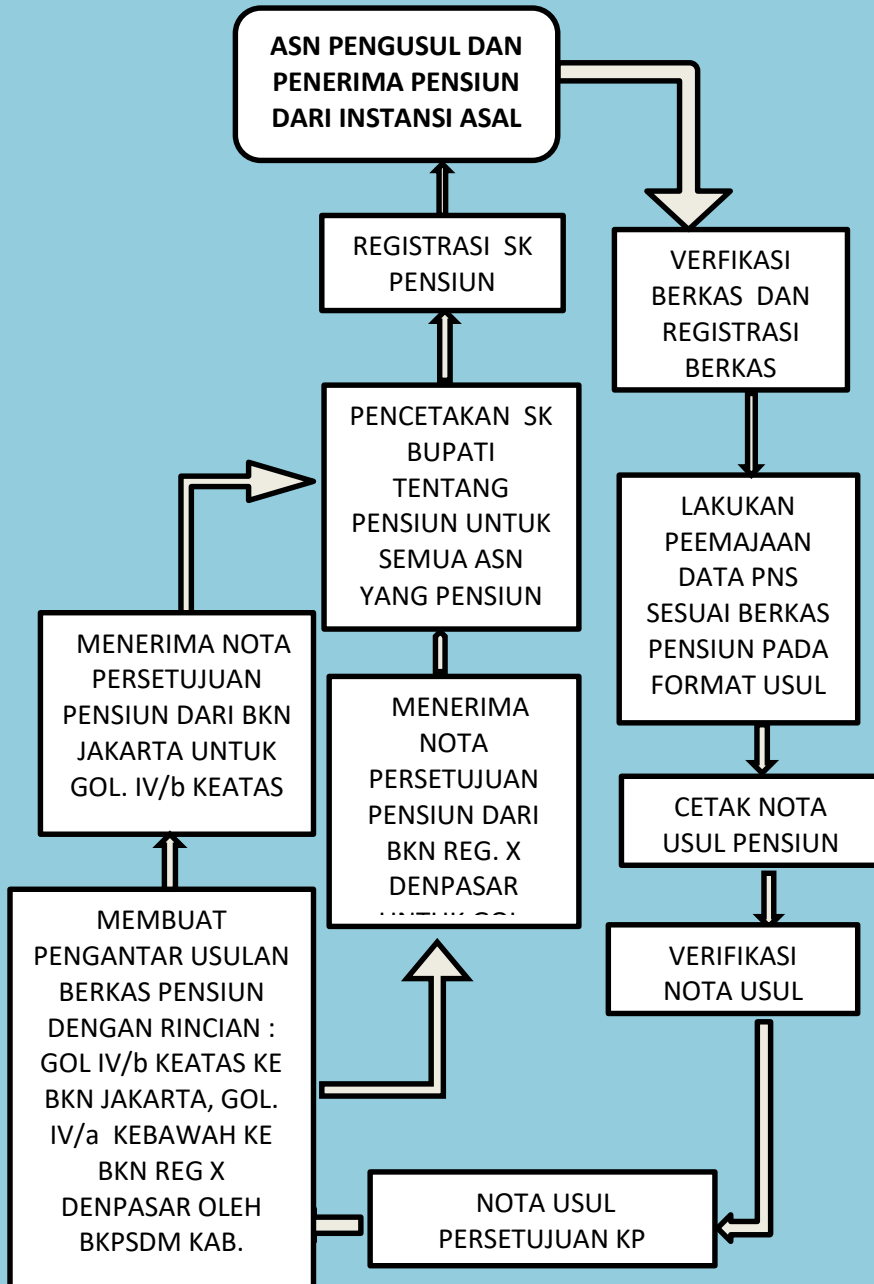 ASN PENGUSUL DAN
PENERIMA PENSIUN
DARI INSTANSI ASAL
REGISTRASI SK
PENSIUN
VERFIKASI
BERKAS DAN
REGISTRASI
BERKAS
PENCETAKAN SK
BUPATI
TENTANG
PENSIUN UNTUK
SEMUA ASN
YANG PENSIUN
LAKUKAN
PEEMAJAAN
DATA PNS
SESUAI BERKAS
PENSIUN PADA
FORMAT USUL
MENERIMA NOTA
PERSETUJUAN
PENSIUN DARI BKN
JAKARTA UNTUK
GOL. IV/b KEATAS
MENERIMA
NOTA
PERSETUJUAN
PENSIUN DARI
BKN REG. X
DENPASAR
UNTUK GOL.
CETAK NOTA
USUL PENSIUN
VERIFIKASI
NOTA USUL
MEMBUAT
PENGANTAR USULAN
BERKAS PENSIUN
DENGAN RINCIAN :
GOL IV/b KEATAS KE
BKN JAKARTA, GOL.
IV/a KEBAWAH KE
BKN REG X
DENPASAR OLEH
BKPSDM KAB.
NOTA USUL
PERSETUJUAN KP